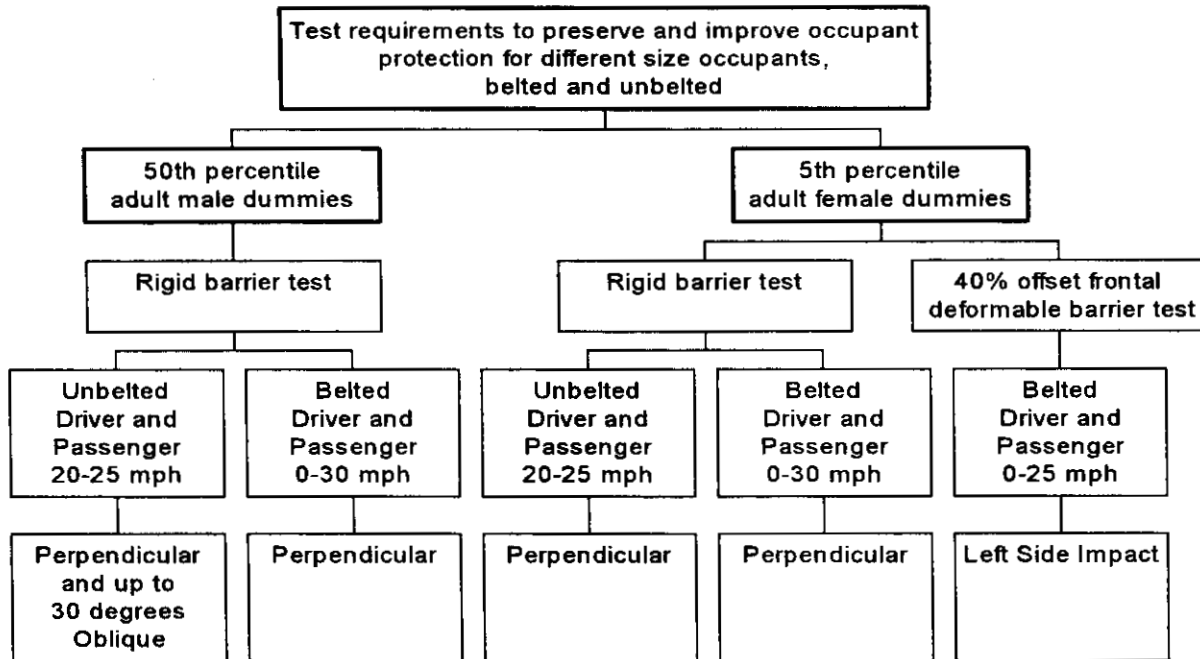 Test requirements to preserve and improve occupant
protection for different size occupants,
belted and unbelted
50th percentile
adult male dummies
5th percentile
adult female dummies
Rigid barrier test
Rigid barrier test
40% offset frontal
deformable barrier test
Unbelted
Driver and
Passenger
20-25 mph
Belted
Driver and
Passenger
0-30 mph
Unbelted
Driver and
Passenger
20-25 mph
Belted
Driver and
Passenger
0-30 mph
Belted
Driver and
Passenger
0-25 mph
Perpendicular
and up to
30 degrees
Oblique
Perpendicular
Perpendicular
Perpendicular
Left Side Impact